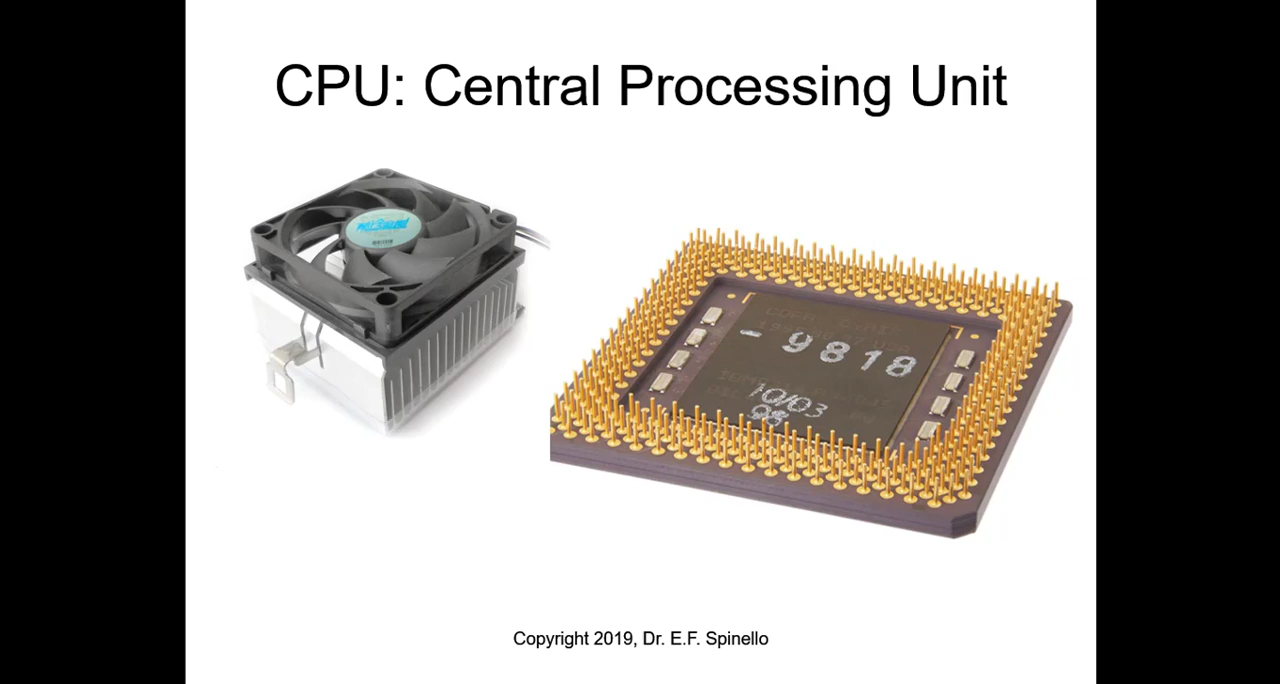 CPU: Central Processing Unit
- 9818
10/03
Copyright 2019, Dr. E.F. Spinello